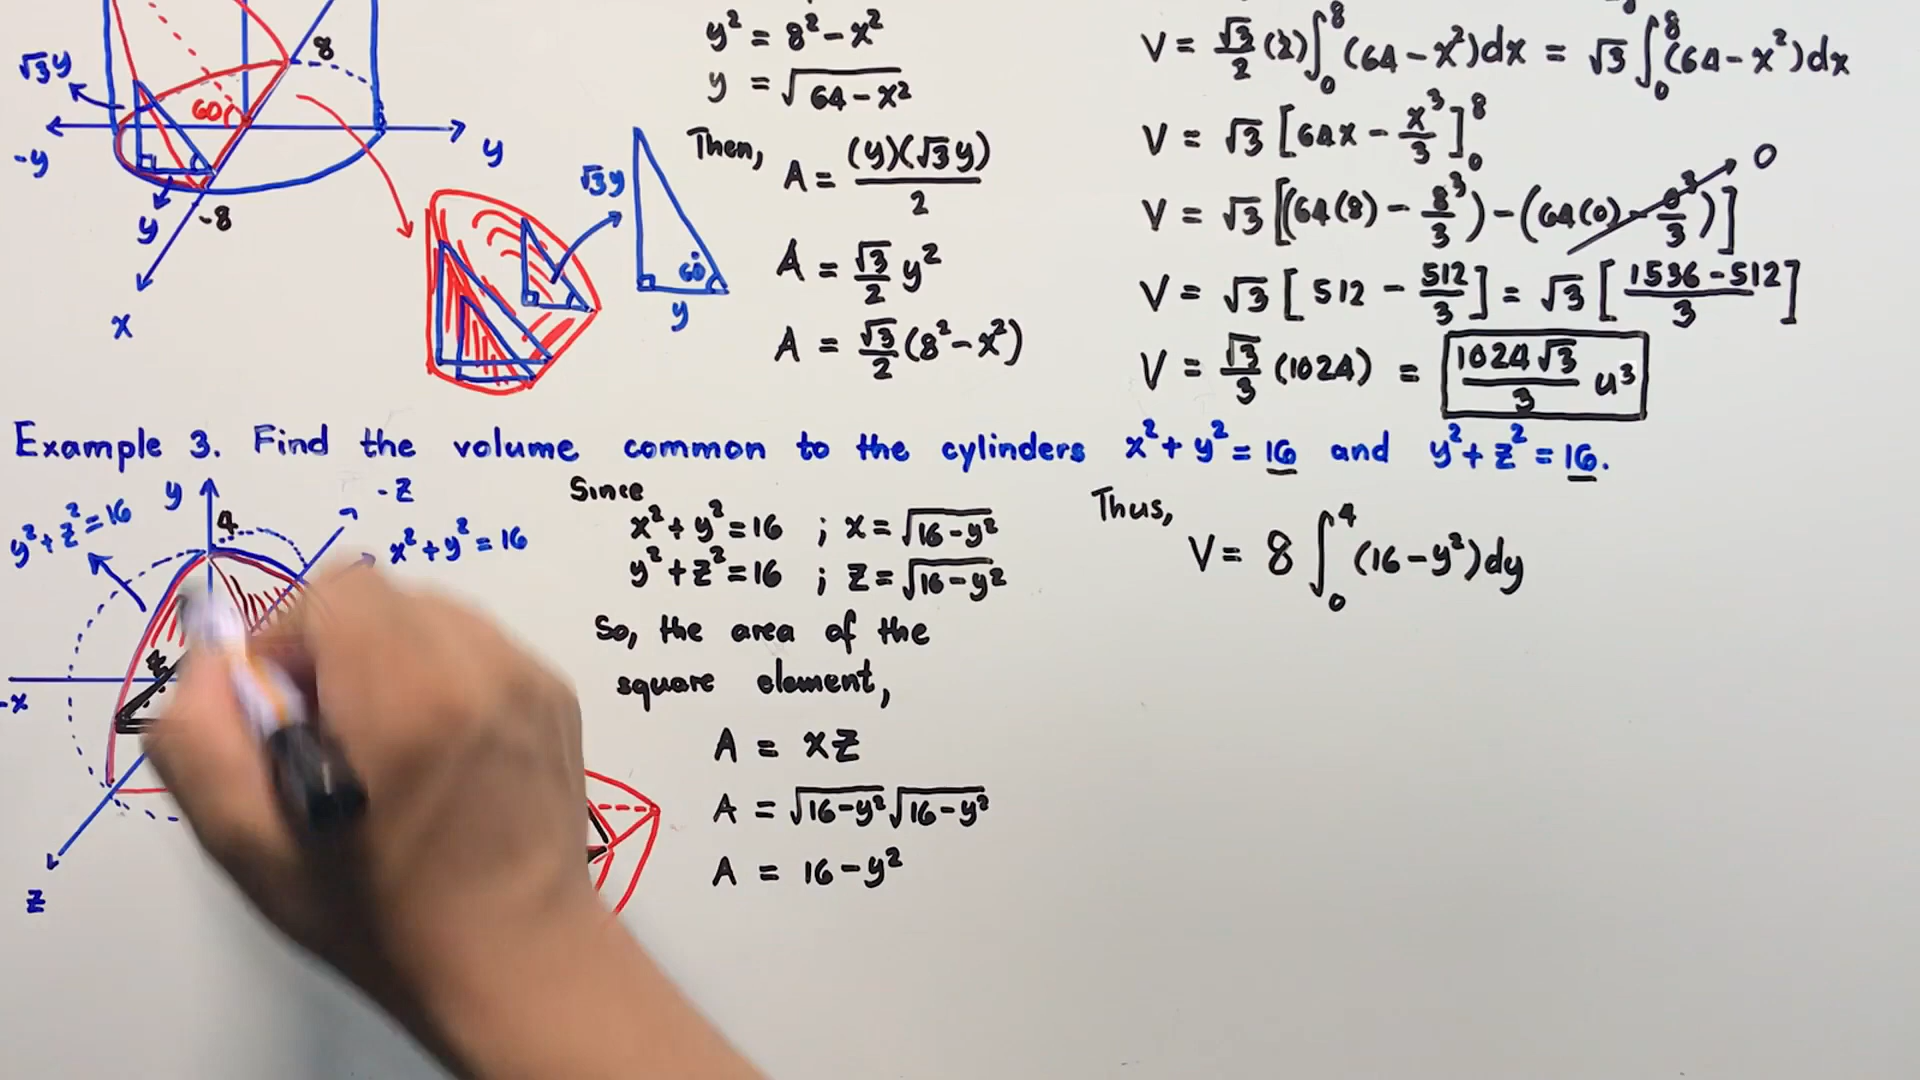 √3 y
8
60°
-y
y
y
-8
x
√3 y
60°
y
y² = 8² - x²
y = √(64 - x²)
Then, A = (y)(√3 y) / 2
A = √3/2 y²
A = √3/2 (8² - x²)
V = √3/2 (2) ∫₀⁸ (64 - x²) dx = √3 ∫₀⁸ (64 - x²) dx
V = √3 [64x - x³/3]₀⁸
V = √3 [(64(8) - 8³/3) - (64(0) - 0³/3)] 0
V = √3 [512 - 512/3] = √3 [(1536 - 512)/3]
V = √3/3 (1024) = 1024√3/3 u³
Example 3. Find the volume common to the cylinders x² + y² = 16 and y² + z² = 16.
y
-z
y² + z² = 16
4
x² + y² = 16
z
-x
z
Since
x² + y² = 16 ; x = √(16 - y²)
y² + z² = 16 ; z = √(16 - y²)
So, the area of the
square element,
A = xz
A = √(16 - y²) √(16 - y²)
A = 16 - y²
Thus,
V = 8 ∫₀⁴ (16 - y²) dy